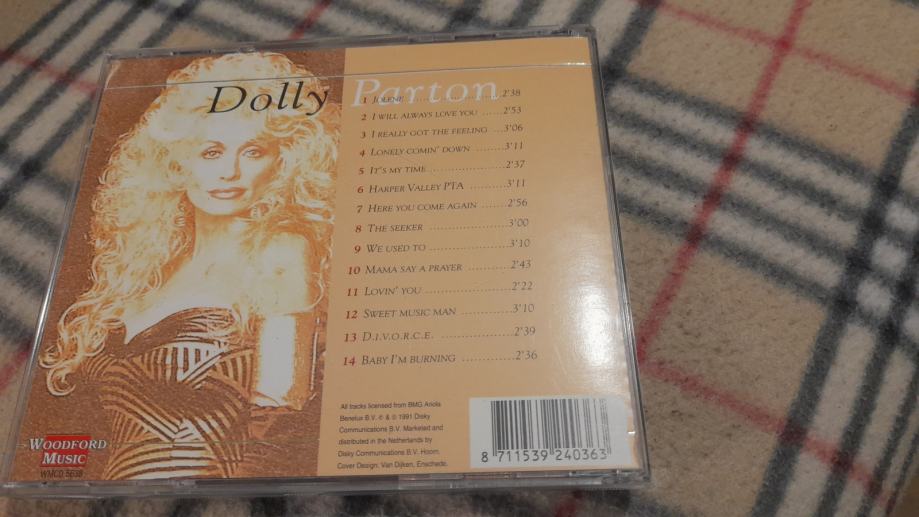 Dolly Parton
1 Jolene ....................2'38
2 I will always love you ......2'53
3 I really got the feeling ...3'06
4 Lonely comin' down ........3'11
5 It's my time....................2'37
6 Harper Valley PTA ..........3'11
7 Here you come again .......2'56
8 The seeker ....................3'00
9 We used to ....................3'10
10 Mama say a prayer ............2'43
11 Lovin' you ......................2'22
12 Sweet music man ..............3'10
13 D.I.V.O.R.C.E. ....................2'39
14 Baby I'm burning ..............2'36
All tracks licensed from BMG Ariola
Benelux B.V. ℗ & © 1991 Disky
Communications B.V. Marketed and
distributed in the Netherlands by
Disky Communications B.V. Hoorn.
Cover Design: Van Dijken, Enschede.
Woodford
Music
WMCD 5638
8 711539 240363